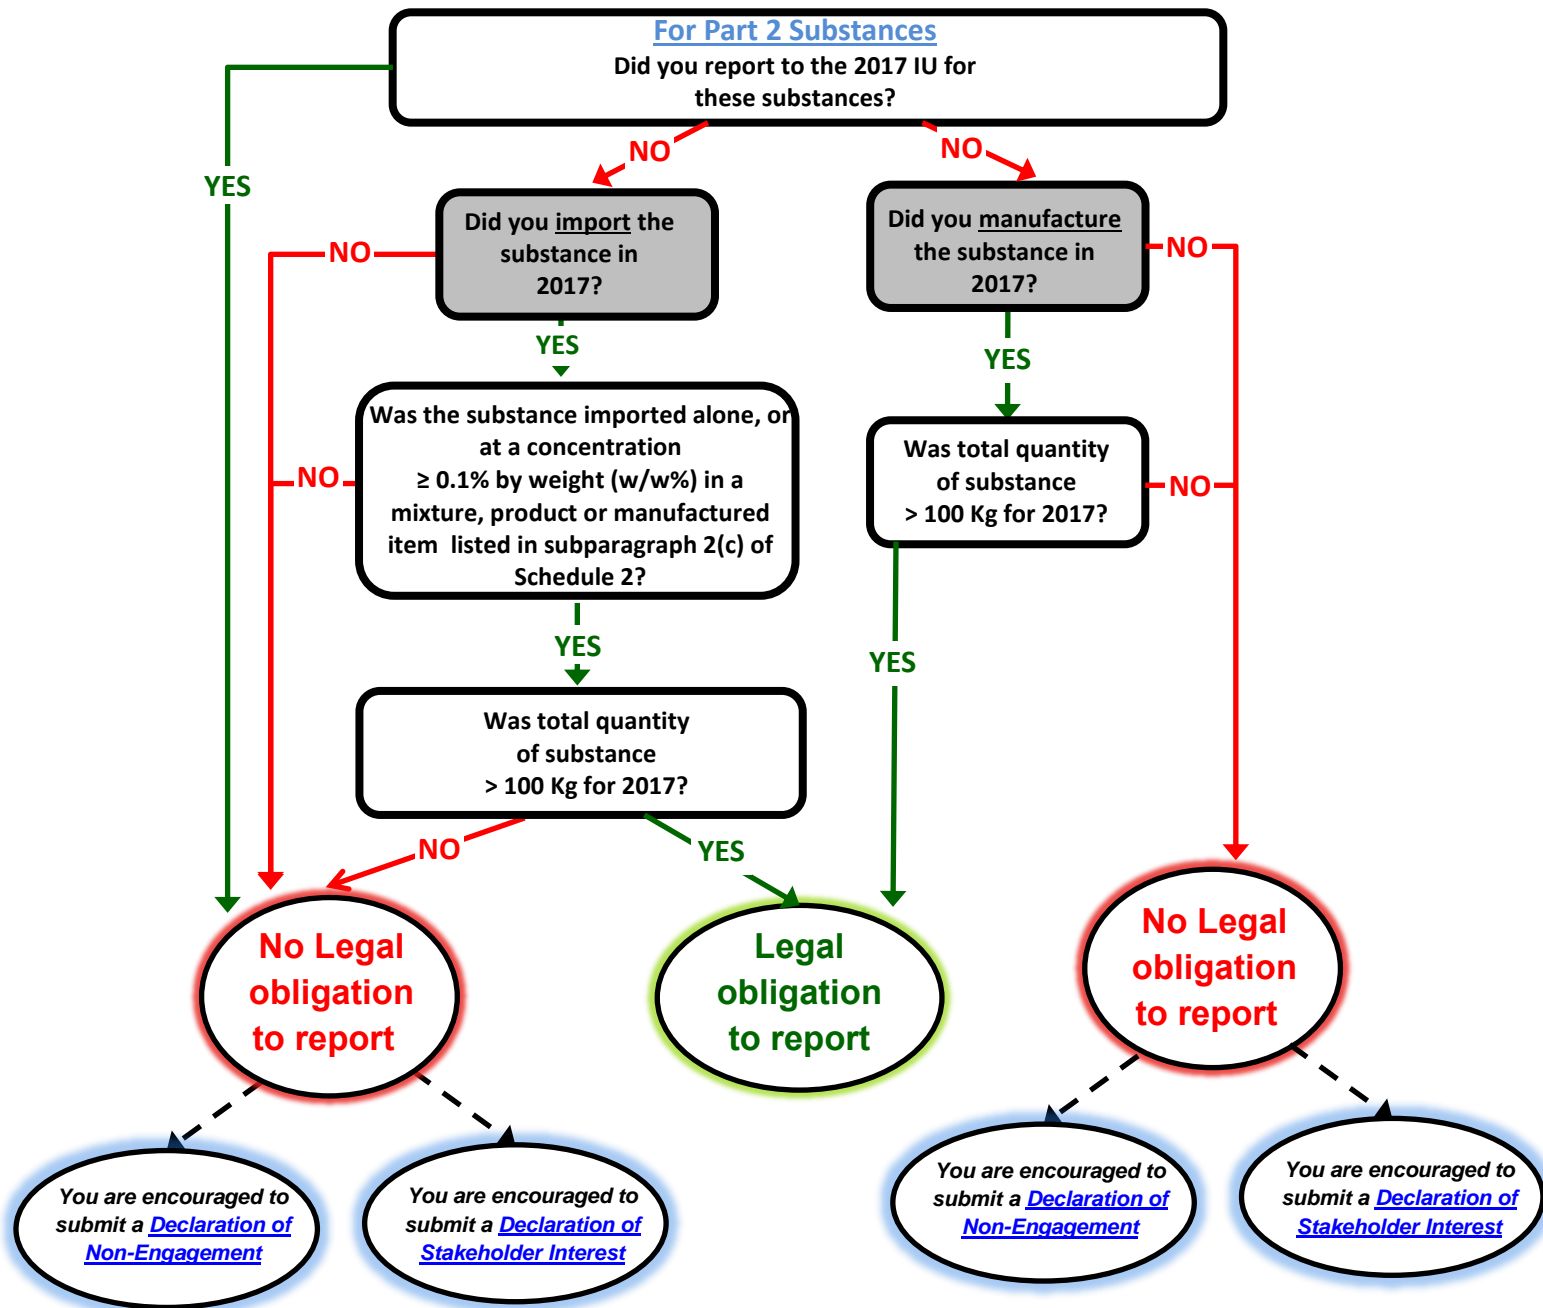 For Part 2 Substances
Did you report to the 2017 IU for
these substances?
NO
NO
YES
Did you import the
substance in
2017?
Did you manufacture
the substance in
2017?
NO
NO
YES
YES
Was the substance imported alone, or
at a concentration
≥ 0.1% by weight (w/w%) in a
mixture, product or manufactured
item listed in subparagraph 2(c) of
Schedule 2?
Was total quantity
of substance
> 100 Kg for 2017?
NO
NO
YES
YES
Was total quantity
of substance
> 100 Kg for 2017?
NO
YES
No Legal
obligation
to report
Legal
obligation
to report
No Legal
obligation
to report
You are encouraged to
submit a Declaration of
Non-Engagement
You are encouraged to
submit a Declaration of
Stakeholder Interest
You are encouraged to
submit a Declaration of
Non-Engagement
You are encouraged to
submit a Declaration of
Stakeholder Interest